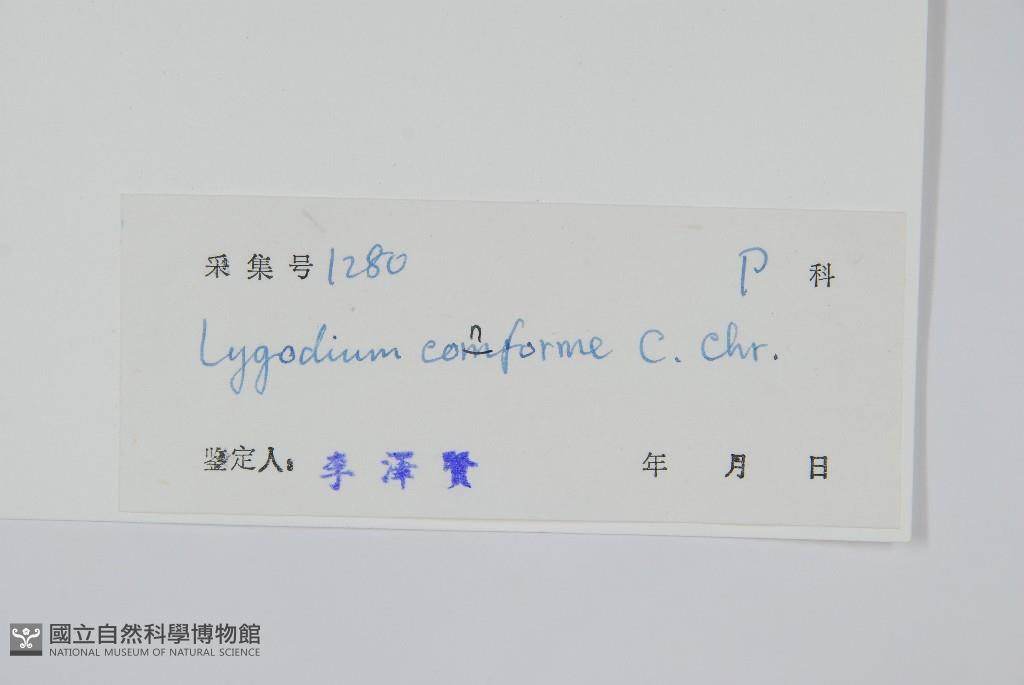 采集号 1280 P 科
Lygodium conforme C. Chr.
鉴定人: 李澤賢 年 月 日
國立自然科學博物館
NATIONAL MUSEUM OF NATURAL SCIENCE